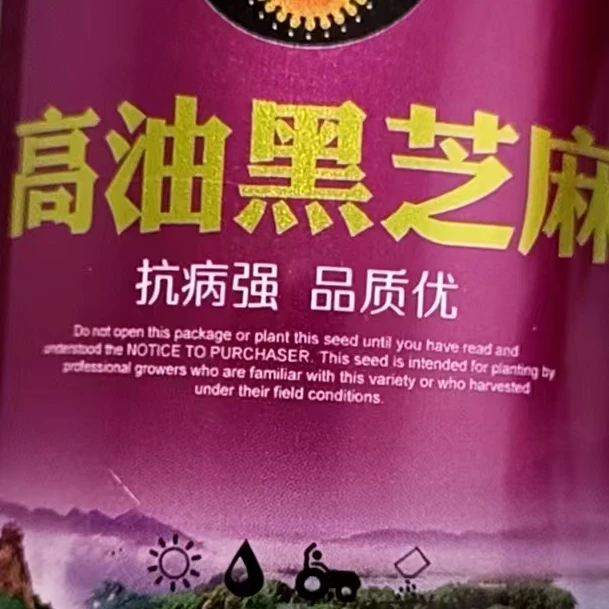 高油黑芝麻
抗病强 品质优
Do not open this package or plant this seed until you have read and
understood the NOTICE TO PURCHASER. This seed is intended for planting by
professional growers who are familiar with this variety or who harvested
under their field conditions.